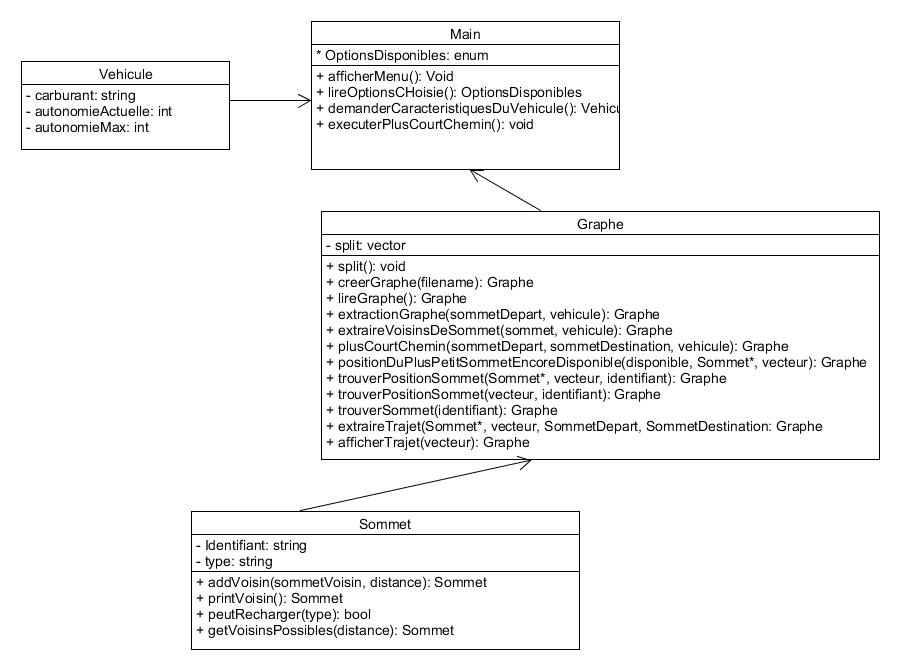 Main
* OptionsDisponibles: enum
+ afficherMenu(): Void
+ lireOptionsCHoisie(): OptionsDisponibles
+ demanderCaracteristiquesDuVehicule(): Vehicu
+ executerPlusCourtChemin(): void
Vehicule
- carburant: string
- autonomieActuelle: int
- autonomieMax: int
Graphe
- split: vector
+ split(): void
+ creerGraphe(filename): Graphe
+ lireGraphe(): Graphe
+ extractionGraphe(sommetDepart, vehicule): Graphe
+ extraireVoisinsDeSommet(sommet, vehicule): Graphe
+ plusCourtChemin(sommetDepart, sommetDestination, vehicule): Graphe
+ positionDuPlusPetitSommetEncoreDisponible(disponible, Sommet*, vecteur): Graphe
+ trouverPositionSommet(Sommet*, vecteur, identifiant): Graphe
+ trouverPositionSommet(vecteur, identifiant): Graphe
+ trouverSommet(identifiant): Graphe
+ extraireTrajet(Sommet*, vecteur, SommetDepart, SommetDestination: Graphe
+ afficherTrajet(vecteur): Graphe
Sommet
- Identifiant: string
- type: string
+ addVoisin(sommetVoisin, distance): Sommet
+ printVoisin(): Sommet
+ peutRecharger(type): bool
+ getVoisinsPossibles(distance): Sommet